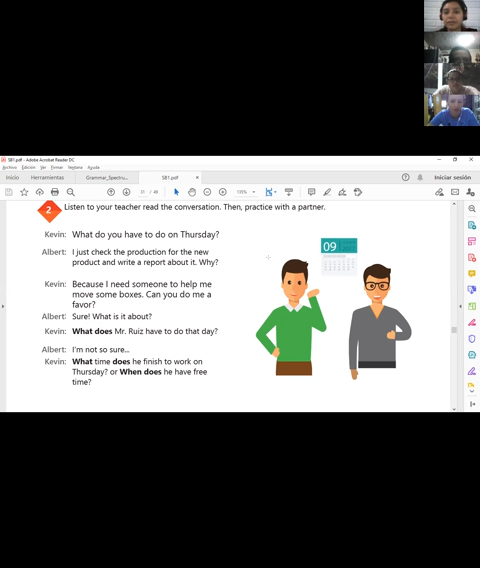 SB1.pdf - Adobe Acrobat Reader DC
Archivo Edición Ver Firmar Ventana Ayuda
Inicio Herramientas Grammar_Spectru... SB1.pdf × Iniciar sesión
31 / 48 135%
2 Listen to your teacher read the conversation. Then, practice with a partner.
Kevin: What do you have to do on Thursday?
Albert: I just check the production for the new
product and write a report about it. Why?
Kevin: Because I need someone to help me
move some boxes. Can you do me a
favor?
Albert: Sure! What is it about?
Kevin: What does Mr. Ruiz have to do that day?
Albert: I'm not so sure...
Kevin: What time does he finish to work on
Thursday? or When does he have free
time?
09